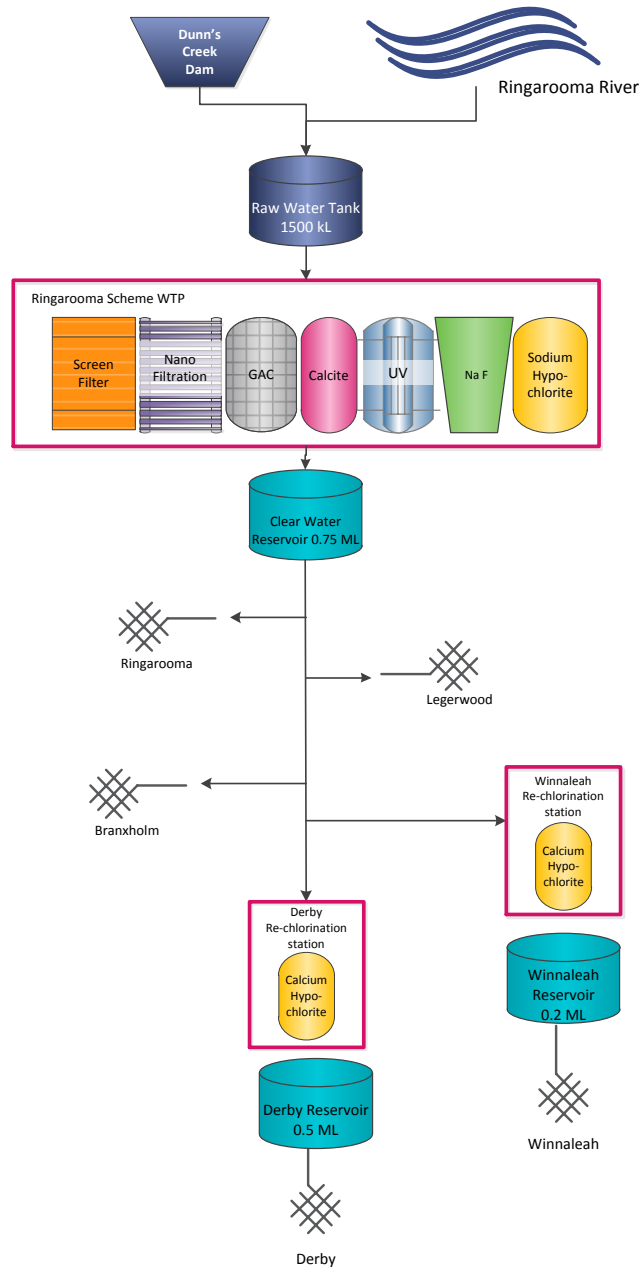 Dunn's
Creek
Dam
Ringarooma River
Raw Water Tank
1500 kL
Ringarooma Scheme WTP
Screen
Filter
Nano
Filtration
GAC
Calcite
UV
Na F
Sodium
Hypo-
chlorite
Clear Water
Reservoir 0.75 ML
Ringarooma
Legerwood
Branxholm
Winnaleah
Re-chlorination
station
Calcium
Hypo-
chlorite
Derby
Re-chlorination
station
Calcium
Hypo-
chlorite
Winnaleah
Reservoir
0.2 ML
Derby Reservoir
0.5 ML
Winnaleah
Derby